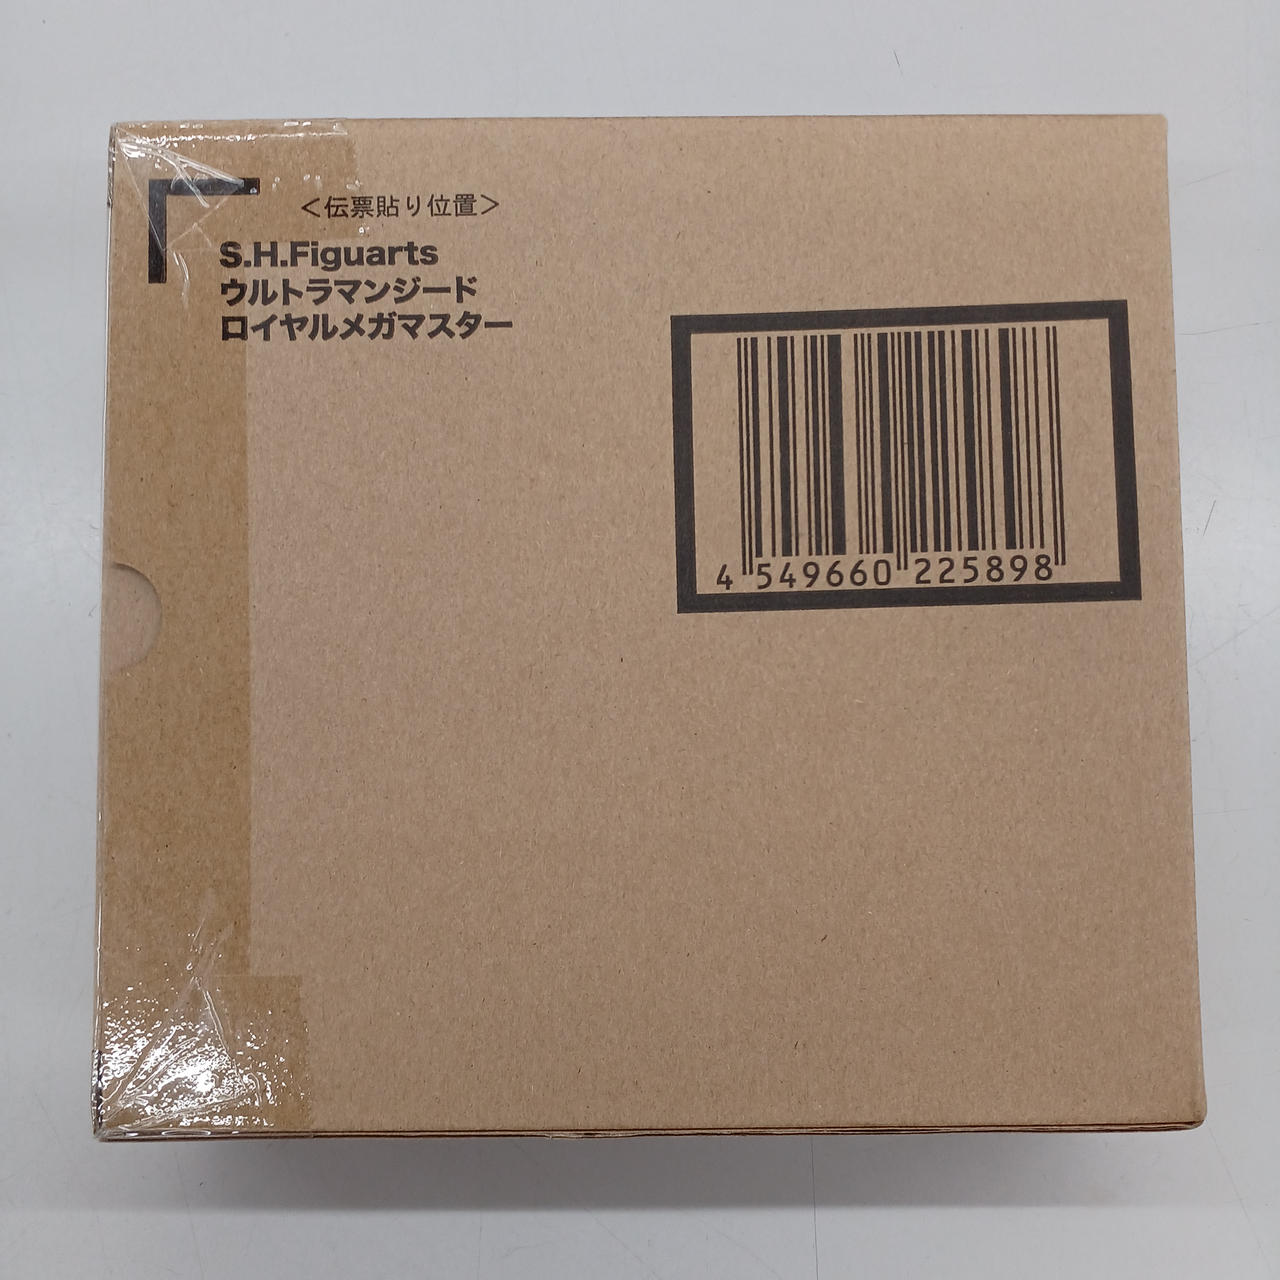 ＜伝票貼り位置＞
S.H.Figuarts
ウルトラマンジード
ロイヤルメガマスター
4 549660 225898